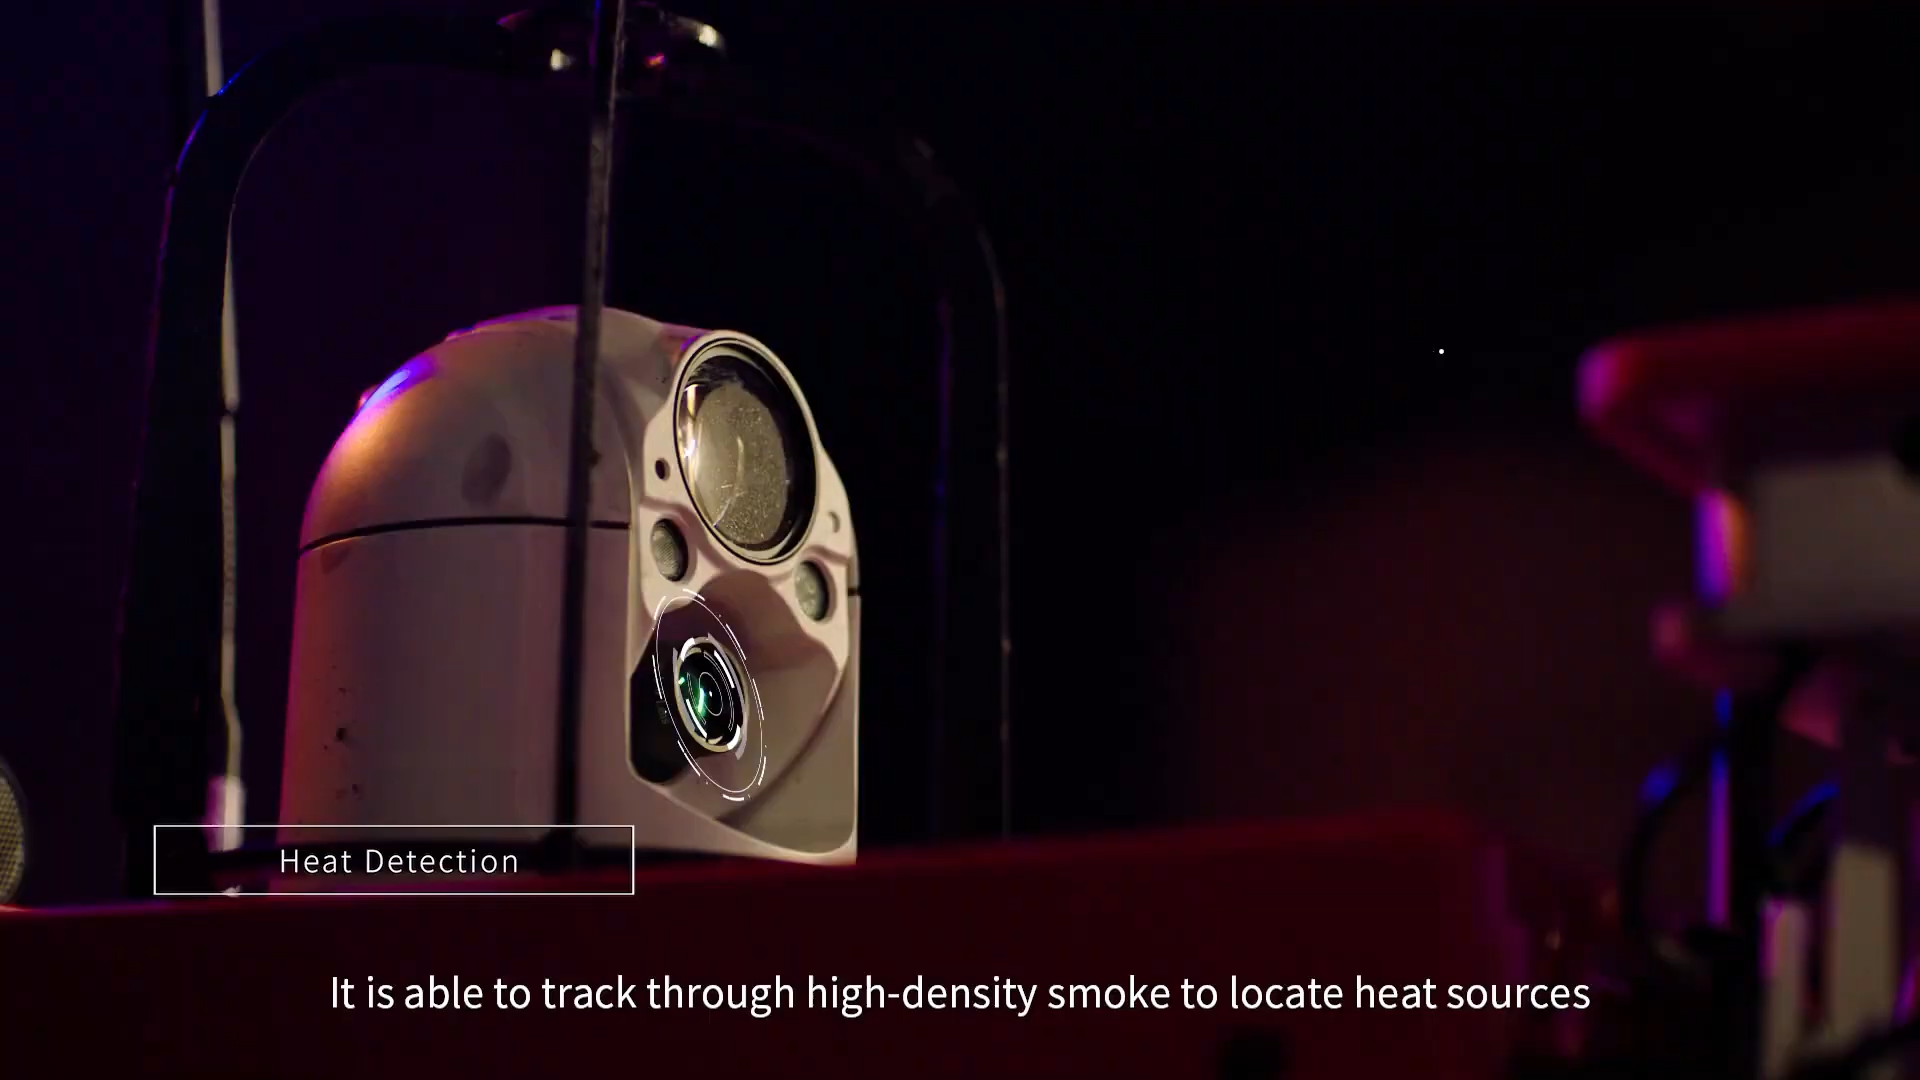 Heat Detection
It is able to track through high-density smoke to locate heat sources